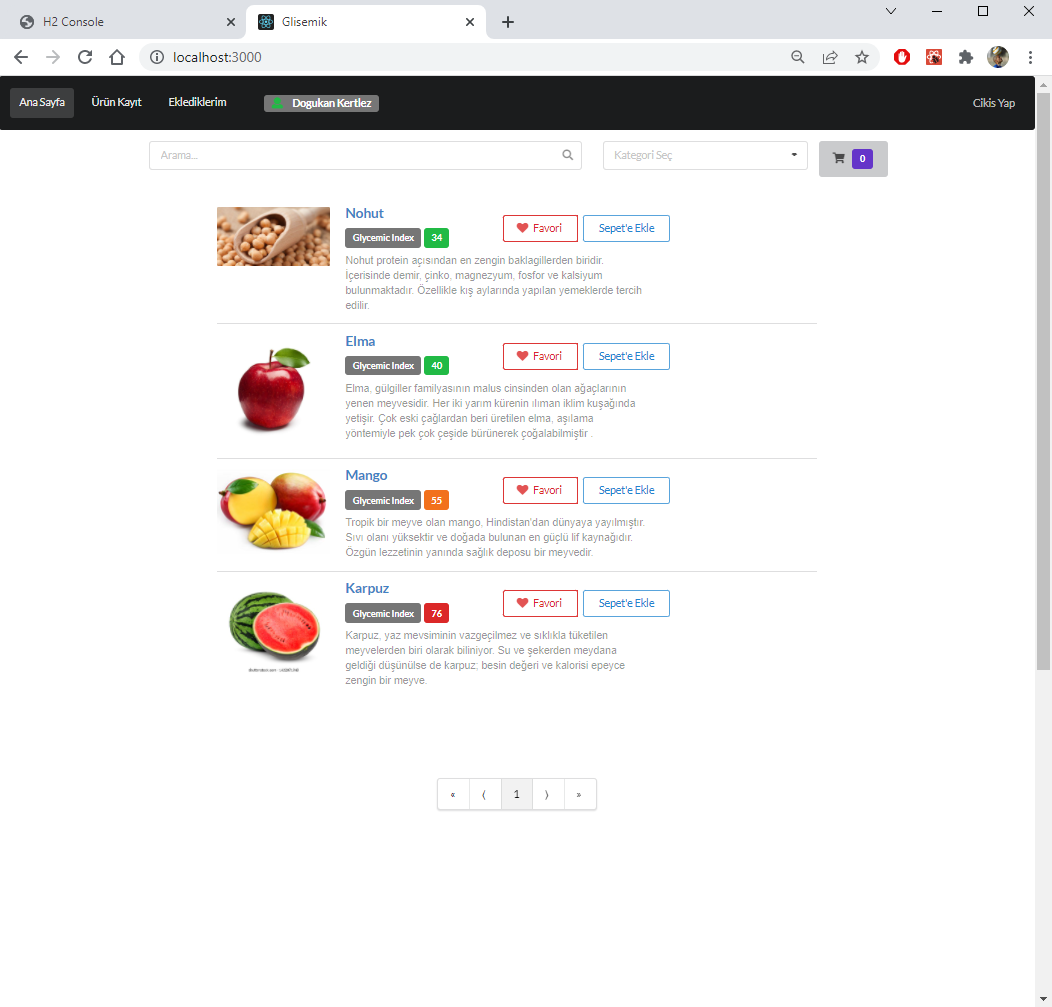 H2 Console
Glisemik
localhost:3000
Ana Sayfa Ürün Kayıt Eklediklerim Dogukan Kertlez Cikis Yap
Arama... Kategori Seç 0
Nohut
Glycemic Index 34 Favori Sepet'e Ekle
Nohut protein açısından en zengin baklagillerden biridir.
İçerisinde demir, çinko, magnezyum, fosfor ve kalsiyum
bulunmaktadır. Özellikle kış aylarında yapılan yemeklerde tercih
edilir.
Elma
Glycemic Index 40 Favori Sepet'e Ekle
Elma, gülgiller familyasının malus cinsinden olan ağaçlarının
yenen meyvesidir. Her iki yarım kürenin ılıman iklim kuşağında
yetişir. Çok eski çağlardan beri üretilen elma, aşılama
yöntemiyle pek çok çeşide bürünerek çoğalabilmiştir .
Mango
Glycemic Index 55 Favori Sepet'e Ekle
Tropik bir meyve olan mango, Hindistan'dan dünyaya yayılmıştır.
Sıvı olanı yüksektir ve doğada bulunan en güçlü lif kaynağıdır.
Özgün lezzetinin yanında sağlık deposu bir meyvedir.
Karpuz
Glycemic Index 76 Favori Sepet'e Ekle
Karpuz, yaz mevsiminin vazgeçilmez ve sıklıkla tüketilen
meyvelerden biri olarak biliniyor. Su ve şekerden meydana
geldiği düşünülse de karpuz; besin değeri ve kalorisi epeyce
zengin bir meyve.
« ⟨ 1 ⟩ »